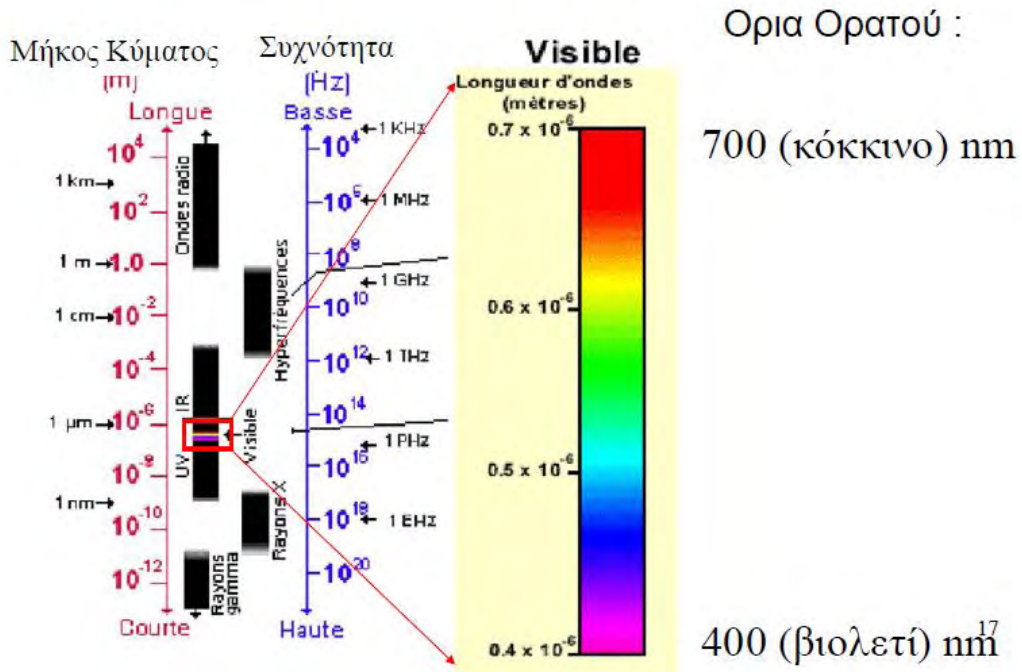 Ορια Ορατού :
Μήκος Κύματος
Συχνότητα
Visible
[m]
[Hz]
Longueur d'ondes
(mètres)
Longue
Basse
10⁴
1 km
10²
1 m
1.0
1 cm
10⁻²
10⁻⁴
1 µm
10⁻⁶
10⁻⁸
1 nm
10⁻¹⁰
10⁻¹²
Courte
Ondes radio
IR
UV
Visible
Hyperfréquences
Rayons X
Rayons
gamma
10⁴
1 KHz
10⁶
1 MHz
10⁸
1 GHz
10¹⁰
10¹²
1 THz
10¹⁴
1 PHz
10¹⁶
10¹⁸
1 EHz
10²⁰
Haute
0.7 x 10⁻⁶
0.6 x 10⁻⁶
0.5 x 10⁻⁶
0.4 x 10⁻⁶
700 (κόκκινο) nm
400 (βιολετί) nm
17